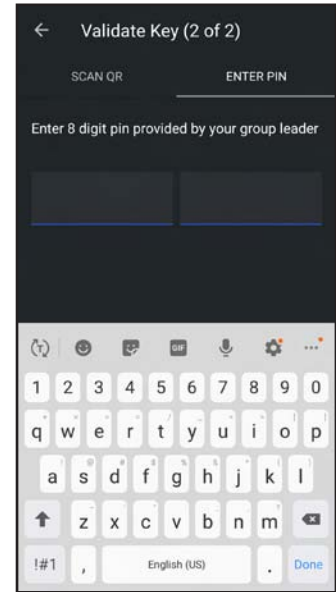 Validate Key (2 of 2)
SCAN QR ENTER PIN
Enter 8 digit pin provided by your group leader
GIF
1 2 3 4 5 6 7 8 9 0
q w e r t y u i o p
a s d f g h j k l
z x c v b n m
!#1 , English (US) . Done